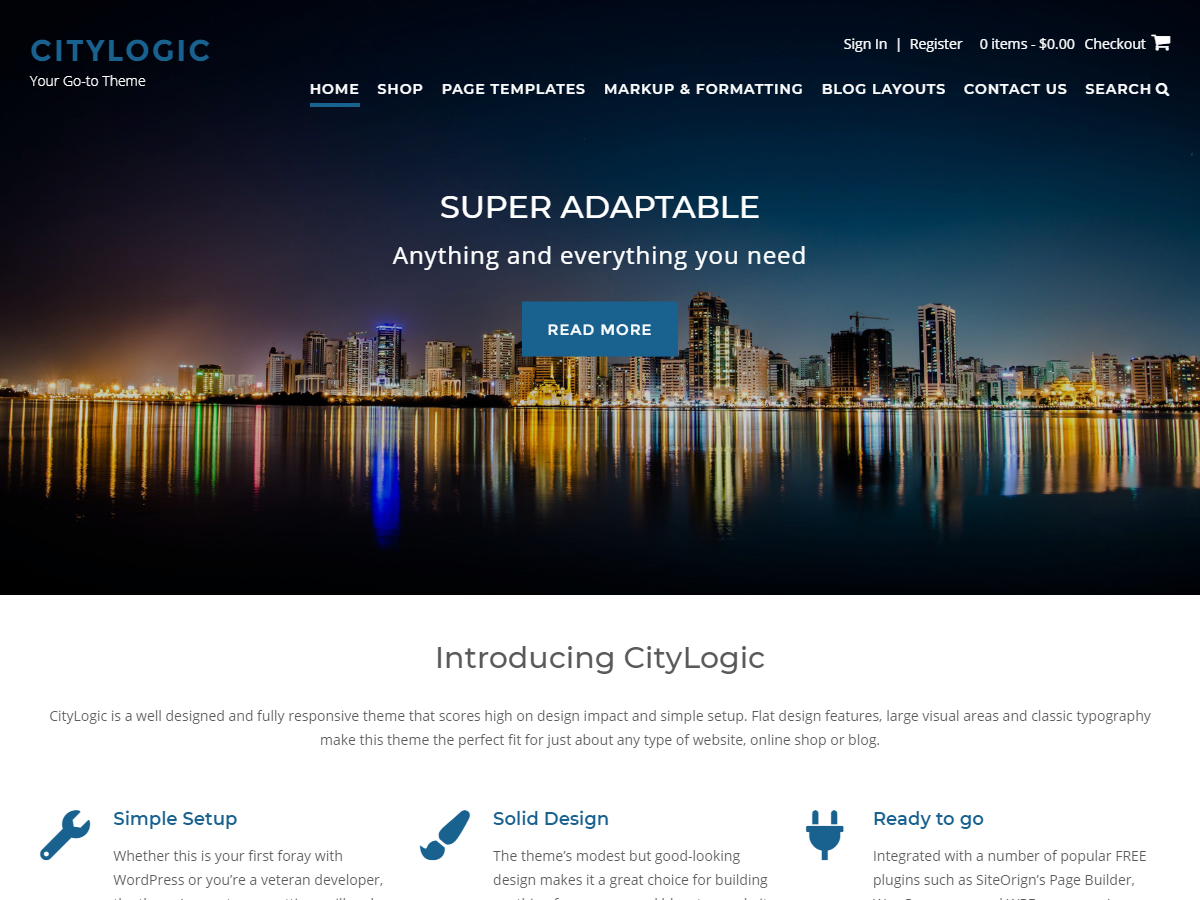 CITYLOGIC
Your Go-to Theme
Sign In | Register 0 items - $0.00 Checkout
HOME SHOP PAGE TEMPLATES MARKUP & FORMATTING BLOG LAYOUTS CONTACT US SEARCH
SUPER ADAPTABLE
Anything and everything you need
READ MORE
Introducing CityLogic
CityLogic is a well designed and fully responsive theme that scores high on design impact and simple setup. Flat design features, large visual areas and classic typography
make this theme the perfect fit for just about any type of website, online shop or blog.
Simple Setup
Whether this is your first foray with
WordPress or you’re a veteran developer,
Solid Design
The theme’s modest but good-looking
design makes it a great choice for building
Ready to go
Integrated with a number of popular FREE
plugins such as SiteOrign’s Page Builder,